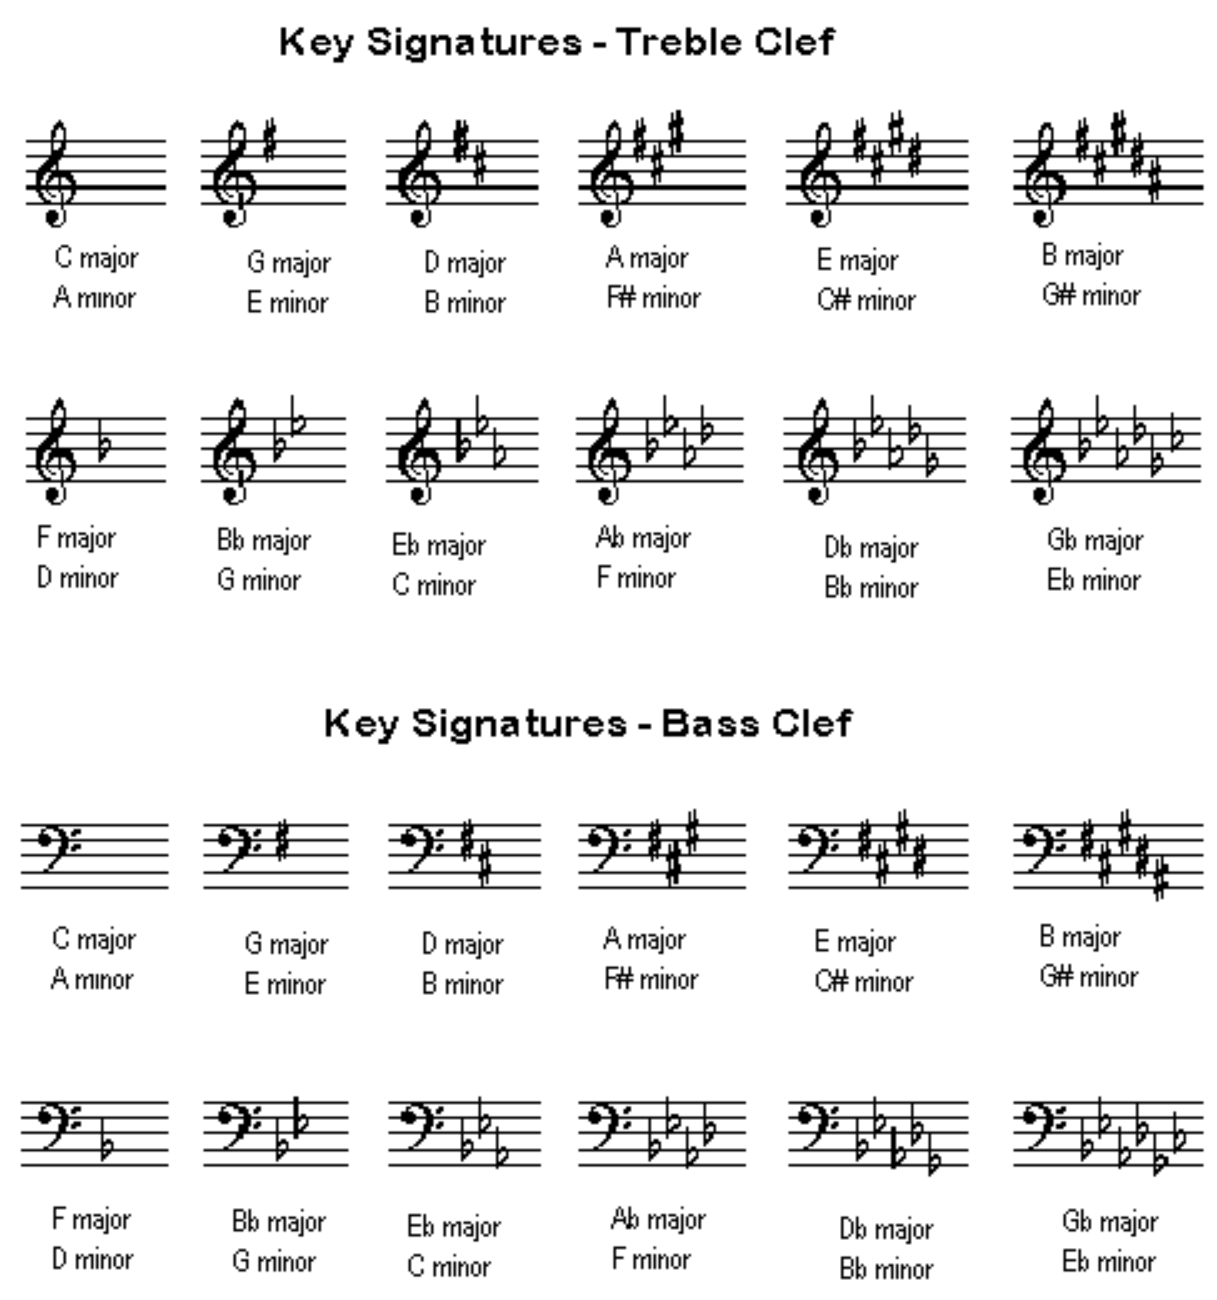 Key Signatures - Treble Clef
C major
A minor
G major
E minor
D major
B minor
A major
F# minor
E major
C# minor
B major
G# minor
F major
D minor
Bb major
G minor
Eb major
C minor
Ab major
F minor
Db major
Bb minor
Gb major
Eb minor
Key Signatures - Bass Clef
C major
A minor
G major
E minor
D major
B minor
A major
F# minor
E major
C# minor
B major
G# minor
F major
D minor
Bb major
G minor
Eb major
C minor
Ab major
F minor
Db major
Bb minor
Gb major
Eb minor